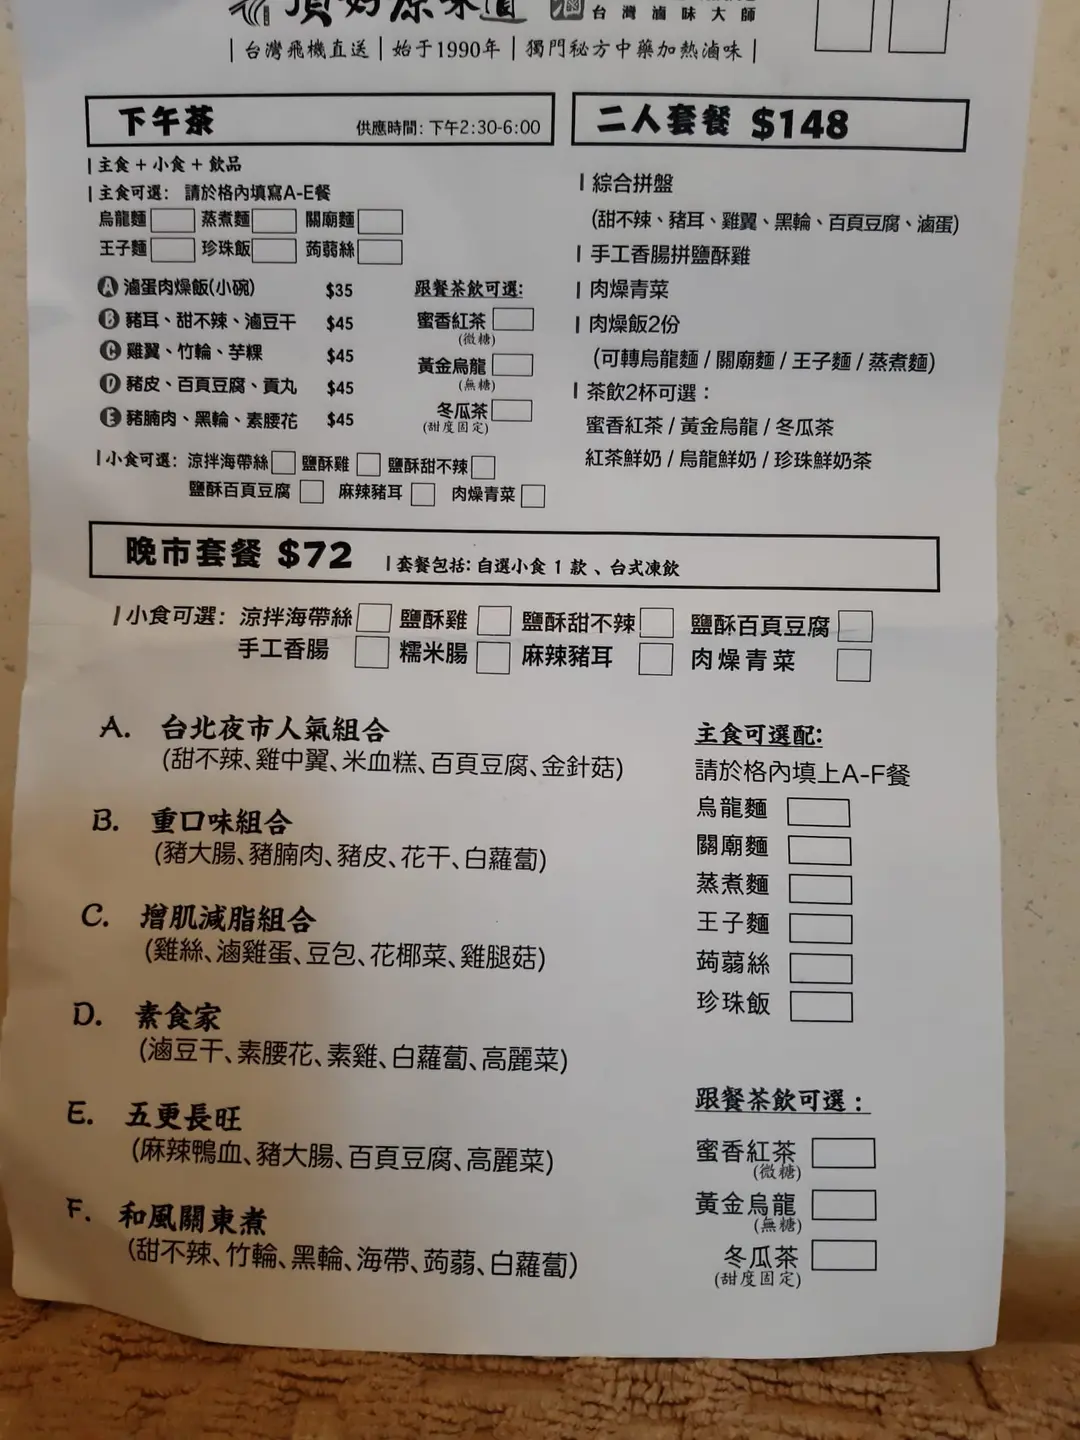 頂好原味道
台灣滷味大師
|台灣飛機直送|始于1990年|獨門秘方中藥加熱滷味|
下午茶 供應時間: 下午2:30-6:00
主食 + 小食 + 飲品
主食可選： 請於格內填寫A-E餐
烏龍麵 蒸煮麵 關廟麵
王子麵 珍珠飯 蒟蒻絲
A 滷蛋肉燥飯(小碗) $35
B 豬耳、甜不辣、滷豆干 $45
C 雞翼、竹輪、芋粿 $45
D 豬皮、百頁豆腐、貢丸 $45
E 豬腩肉、黑輪、素腰花 $45
跟餐茶飲可選:
蜜香紅茶
(微糖)
黃金烏龍
(無糖)
冬瓜茶
(甜度固定)
小食可選: 涼拌海帶絲 鹽酥雞 鹽酥甜不辣
鹽酥百頁豆腐 麻辣豬耳 肉燥青菜
二人套餐 $148
綜合拼盤
(甜不辣、豬耳、雞翼、黑輪、百頁豆腐、滷蛋)
手工香腸拼鹽酥雞
肉燥青菜
肉燥飯2份
(可轉烏龍麵 / 關廟麵 / 王子麵 / 蒸煮麵)
茶飲2杯可選：
蜜香紅茶 / 黃金烏龍 / 冬瓜茶
紅茶鮮奶 / 烏龍鮮奶 / 珍珠鮮奶茶
晚市套餐 $72 套餐包括: 自選小食 1 款 、台式凍飲
小食可選: 涼拌海帶絲 鹽酥雞 鹽酥甜不辣 鹽酥百頁豆腐
手工香腸 糯米腸 麻辣豬耳 肉燥青菜
A. 台北夜市人氣組合
(甜不辣、雞中翼、米血糕、百頁豆腐、金針菇)
B. 重口味組合
(豬大腸、豬腩肉、豬皮、花干、白蘿蔔)
C. 增肌減脂組合
(雞絲、滷雞蛋、豆包、花椰菜、雞腿菇)
D. 素食家
(滷豆干、素腰花、素雞、白蘿蔔、高麗菜)
E. 五更長旺
(麻辣鴨血、豬大腸、百頁豆腐、高麗菜)
F. 和風關東煮
(甜不辣、竹輪、黑輪、海帶、蒟蒻、白蘿蔔)
主食可選配:
請於格內填上A-F餐
烏龍麵
關廟麵
蒸煮麵
王子麵
蒟蒻絲
珍珠飯
跟餐茶飲可選：
蜜香紅茶
(微糖)
黃金烏龍
(無糖)
冬瓜茶
(甜度固定)